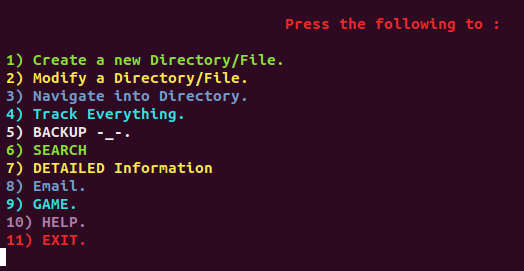 Press the following to :
1) Create a new Directory/File.
2) Modify a Directory/File.
3) Navigate into Directory.
4) Track Everything.
5) BACKUP -_-.
6) SEARCH
7) DETAILED Information
8) Email.
9) GAME.
10) HELP.
11) EXIT.